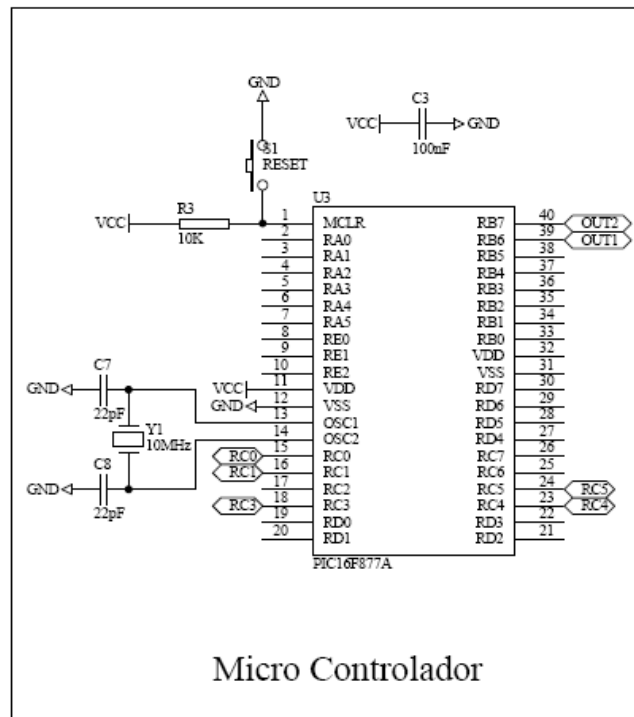 GND
C3
VCC
GND
100nF
S1
RESET
U3
R3
VCC
10K
1 MCLR RB7 40 OUT2
2 RA0 RB6 39 OUT1
3 RA1 RB5 38
4 RA2 RB4 37
5 RA3 RB3 36
6 RA4 RB2 35
7 RA5 RB1 34
8 RE0 RB0 33
9 RE1 VDD 32
10 RE2 VSS 31
VCC 11 VDD RD7 30
GND 12 VSS RD6 29
13 OSC1 RD5 28
14 OSC2 RD4 27
RC0 15 RC0 RC7 26
RC1 16 RC1 RC6 25
17 RC2 RC5 24 RC5
RC3 18 RC3 RC4 23 RC4
19 RD0 RD3 22
20 RD1 RD2 21
PIC16F877A
C7
GND
22pF
Y1
10MHz
C8
GND
22pF
Micro Controlador